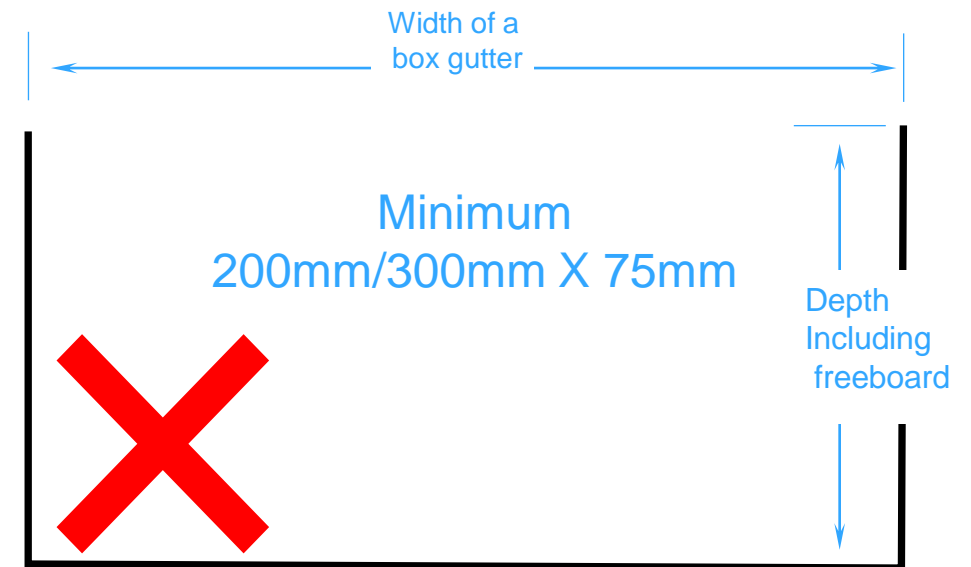 Width of a
box gutter
Minimum
200mm/300mm X 75mm
Depth
Including
freeboard